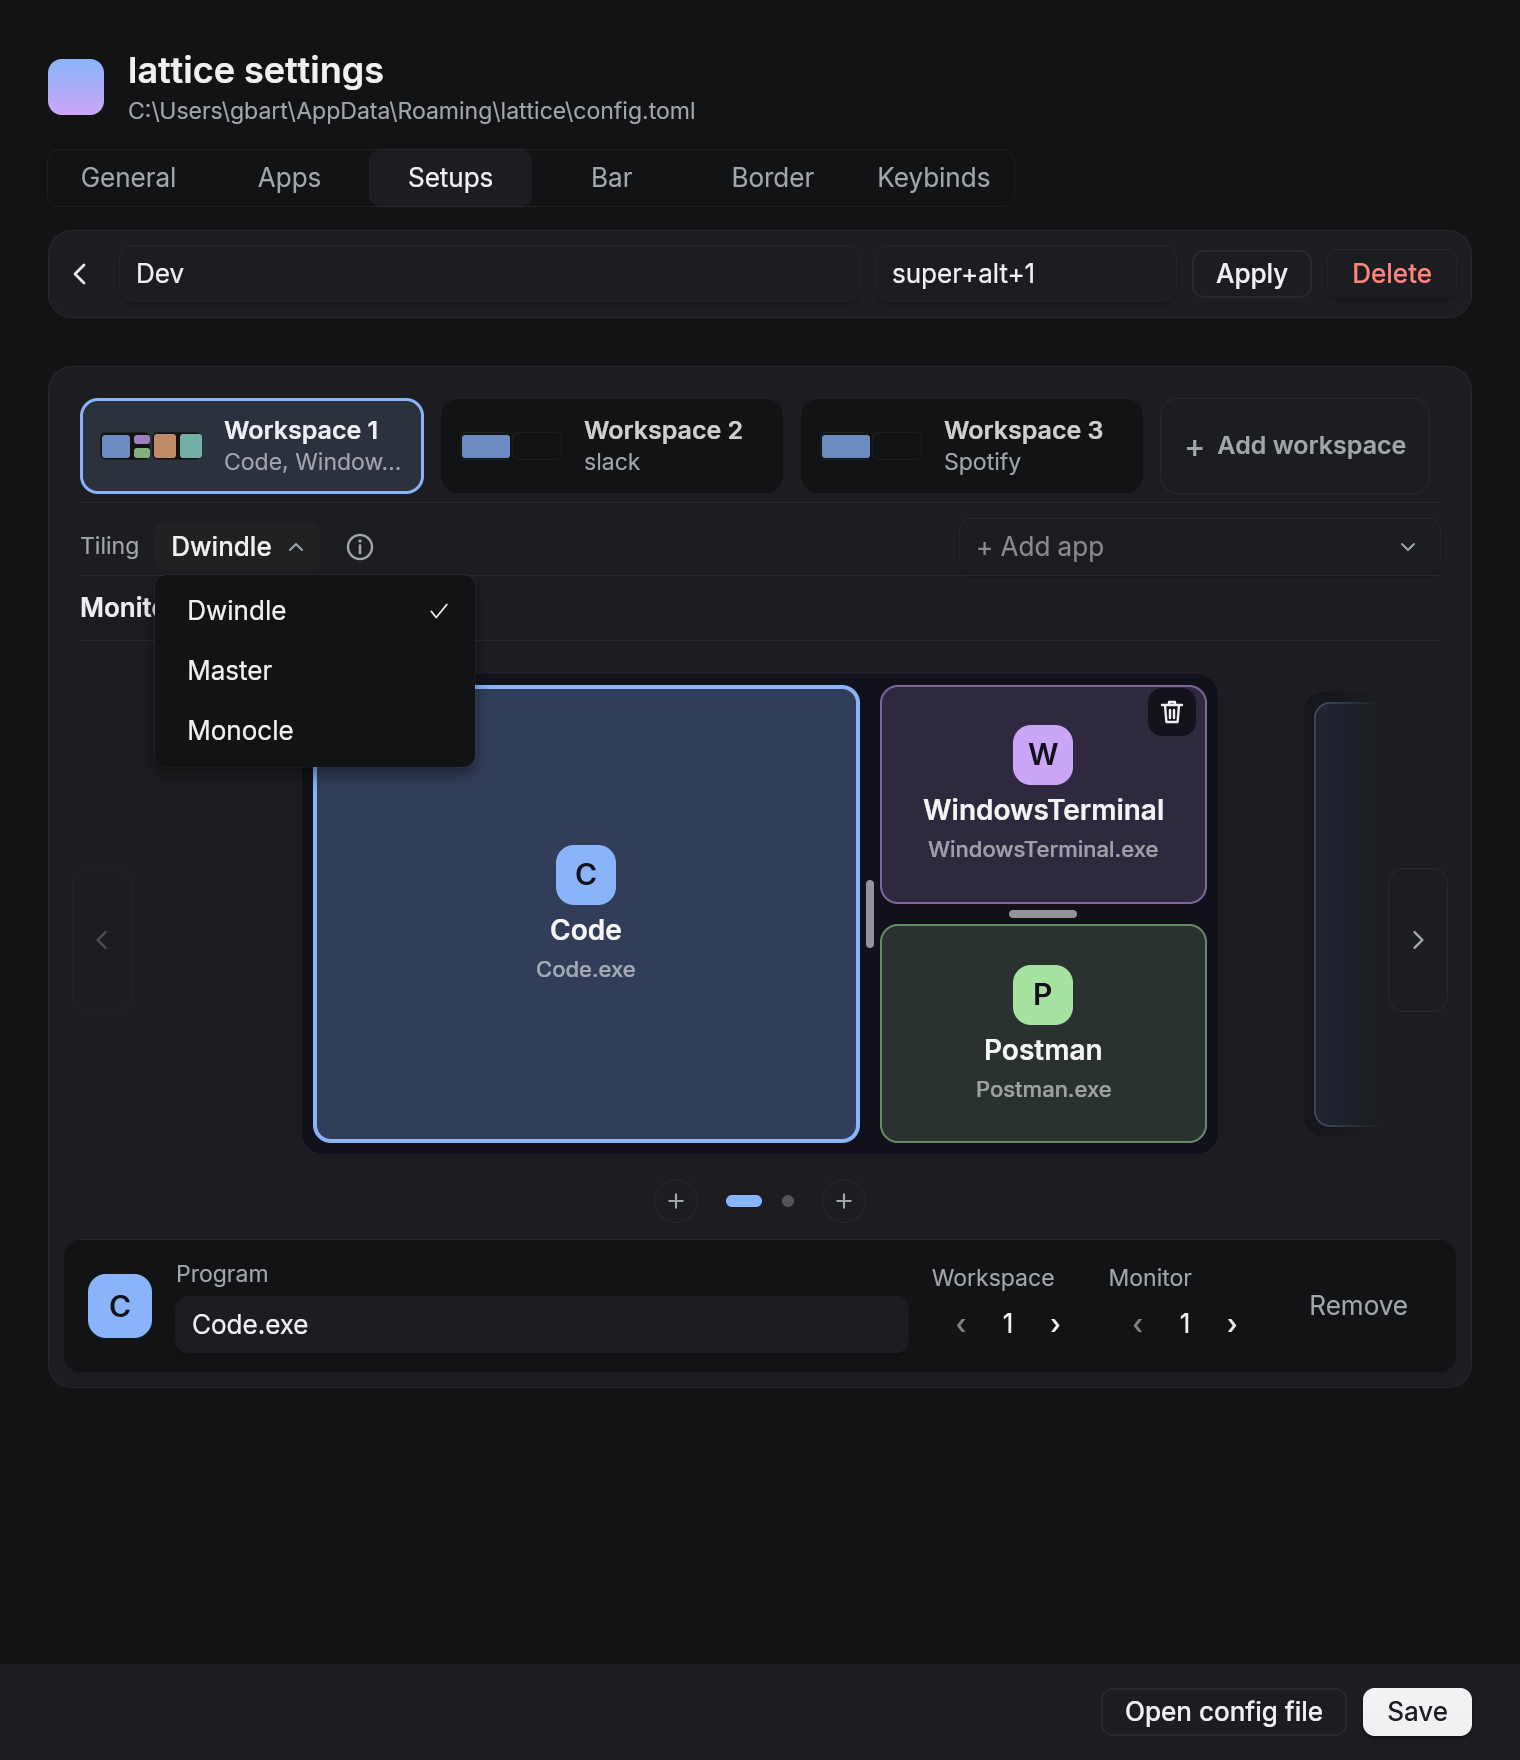 lattice settings
C:\Users\gbart\AppData\Roaming\lattice\config.toml
General Apps Setups Bar Border Keybinds
Dev super+alt+1 Apply Delete
Workspace 1
Code, Window...
Workspace 2
slack
Workspace 3
Spotify
+ Add workspace
Tiling Dwindle + Add app
Dwindle
Master
Monocle
C
Code
Code.exe
W
WindowsTerminal
WindowsTerminal.exe
P
Postman
Postman.exe
C
Program
Code.exe
Workspace
‹ 1 ›
Monitor
‹ 1 ›
Remove
Open config file Save